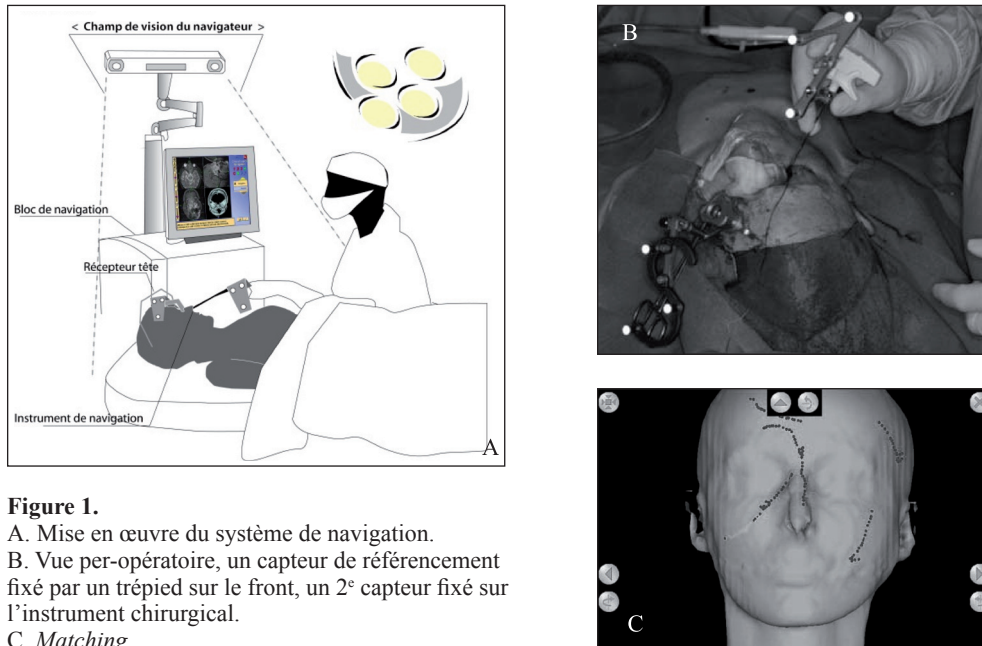 < Champ de vision du navigateur >
Bloc de navigation
Récepteur tête
Instrument de navigation
A
B
C
Figure 1.
A. Mise en œuvre du système de navigation.
B. Vue per-opératoire, un capteur de référencement
fixé par un trépied sur le front, un 2e capteur fixé sur
l’instrument chirurgical.
C. Matching.